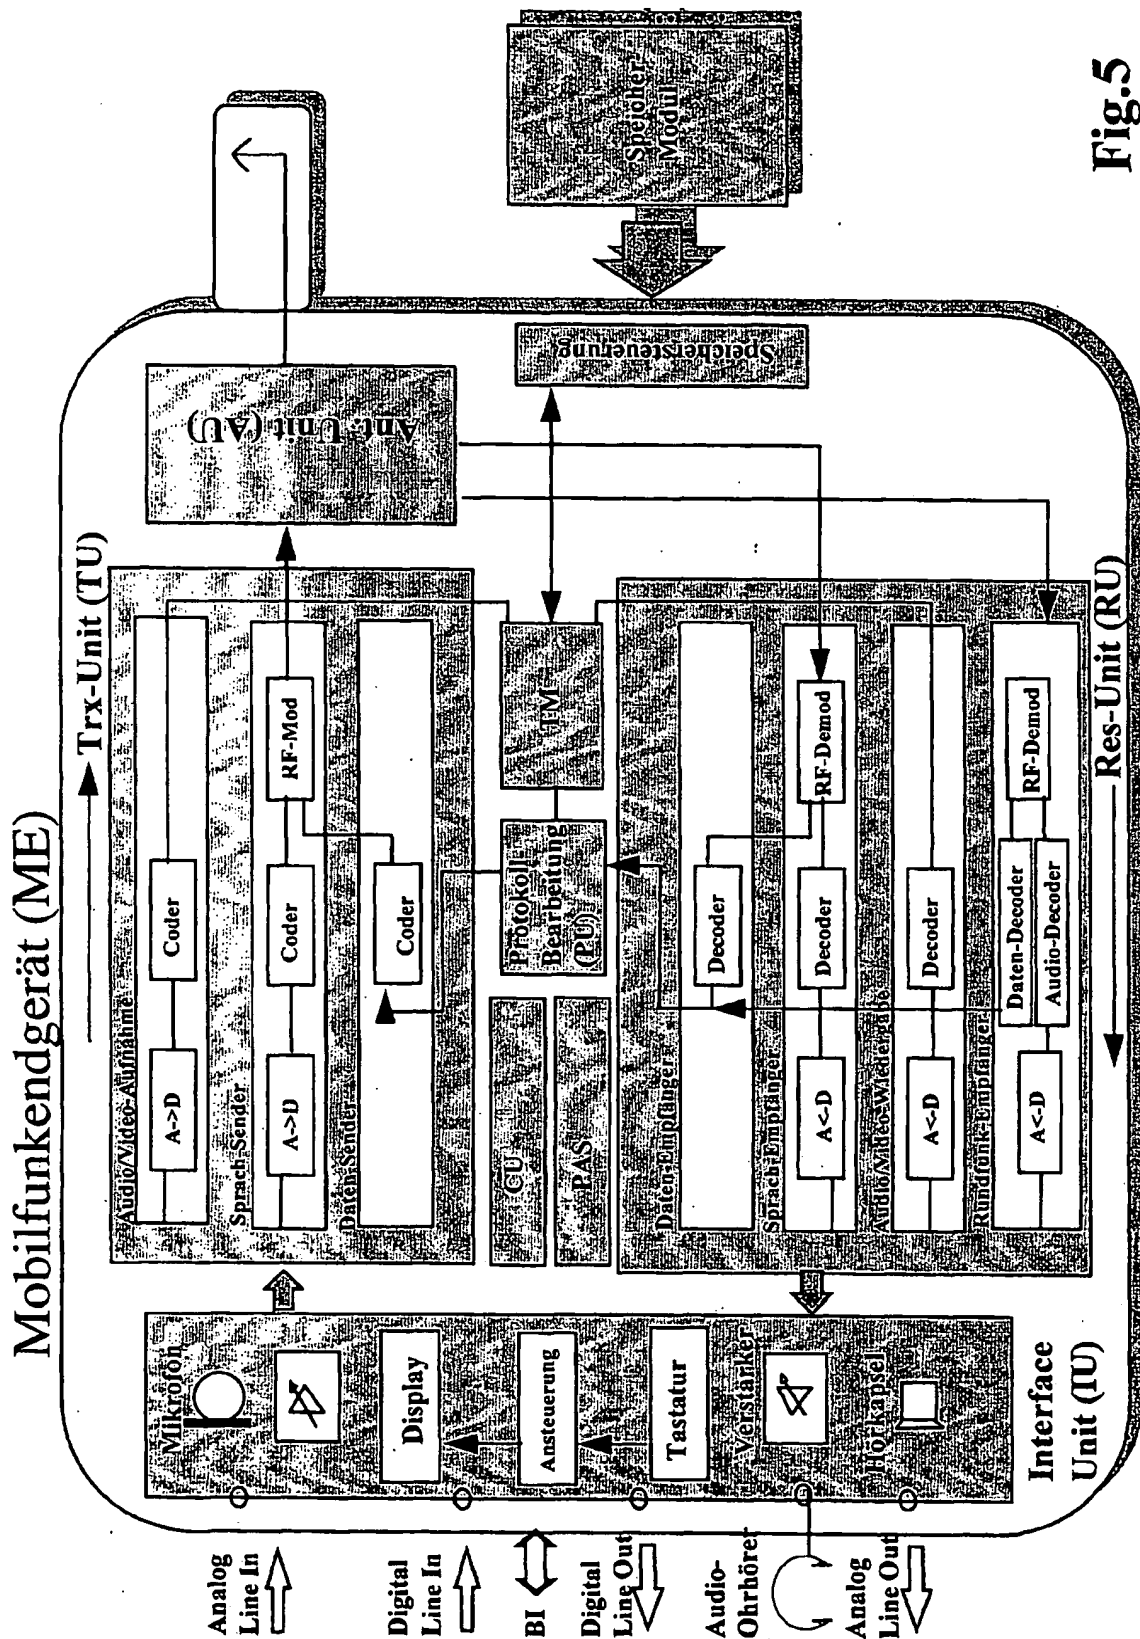 Mobilfunkendgerät (ME)
Trx-Unit (TU)
Audio/Video-Aufnahme
A->D
Coder
Sprach-Sender
A->D
Coder
RF-Mod
Daten-Sender
Coder
Ant. Unit (AU)
CU
PAS
Protokoll
Bearbeitung
(PU)
TM
Speichersteuerung
Speicher-
Modul
Daten-Empfänger
Decoder
Sprach-Empfänger
A<-D
Decoder
RF-Demod
Audio/Video-Wiedergabe
A<-D
Decoder
Rundfunk-Empfänger
A<-D
Daten-Decoder
Audio-Decoder
RF-Demod
Res-Unit (RU)
Mikrofon
Display
Ansteuerung
Tastatur
Verstärker
Hörkapsel
Interface
Unit (IU)
Analog
Line In
Digital
Line In
BI
Digital
Line Out
Audio-
Ohrhörer
Analog
Line Out
Fig.5